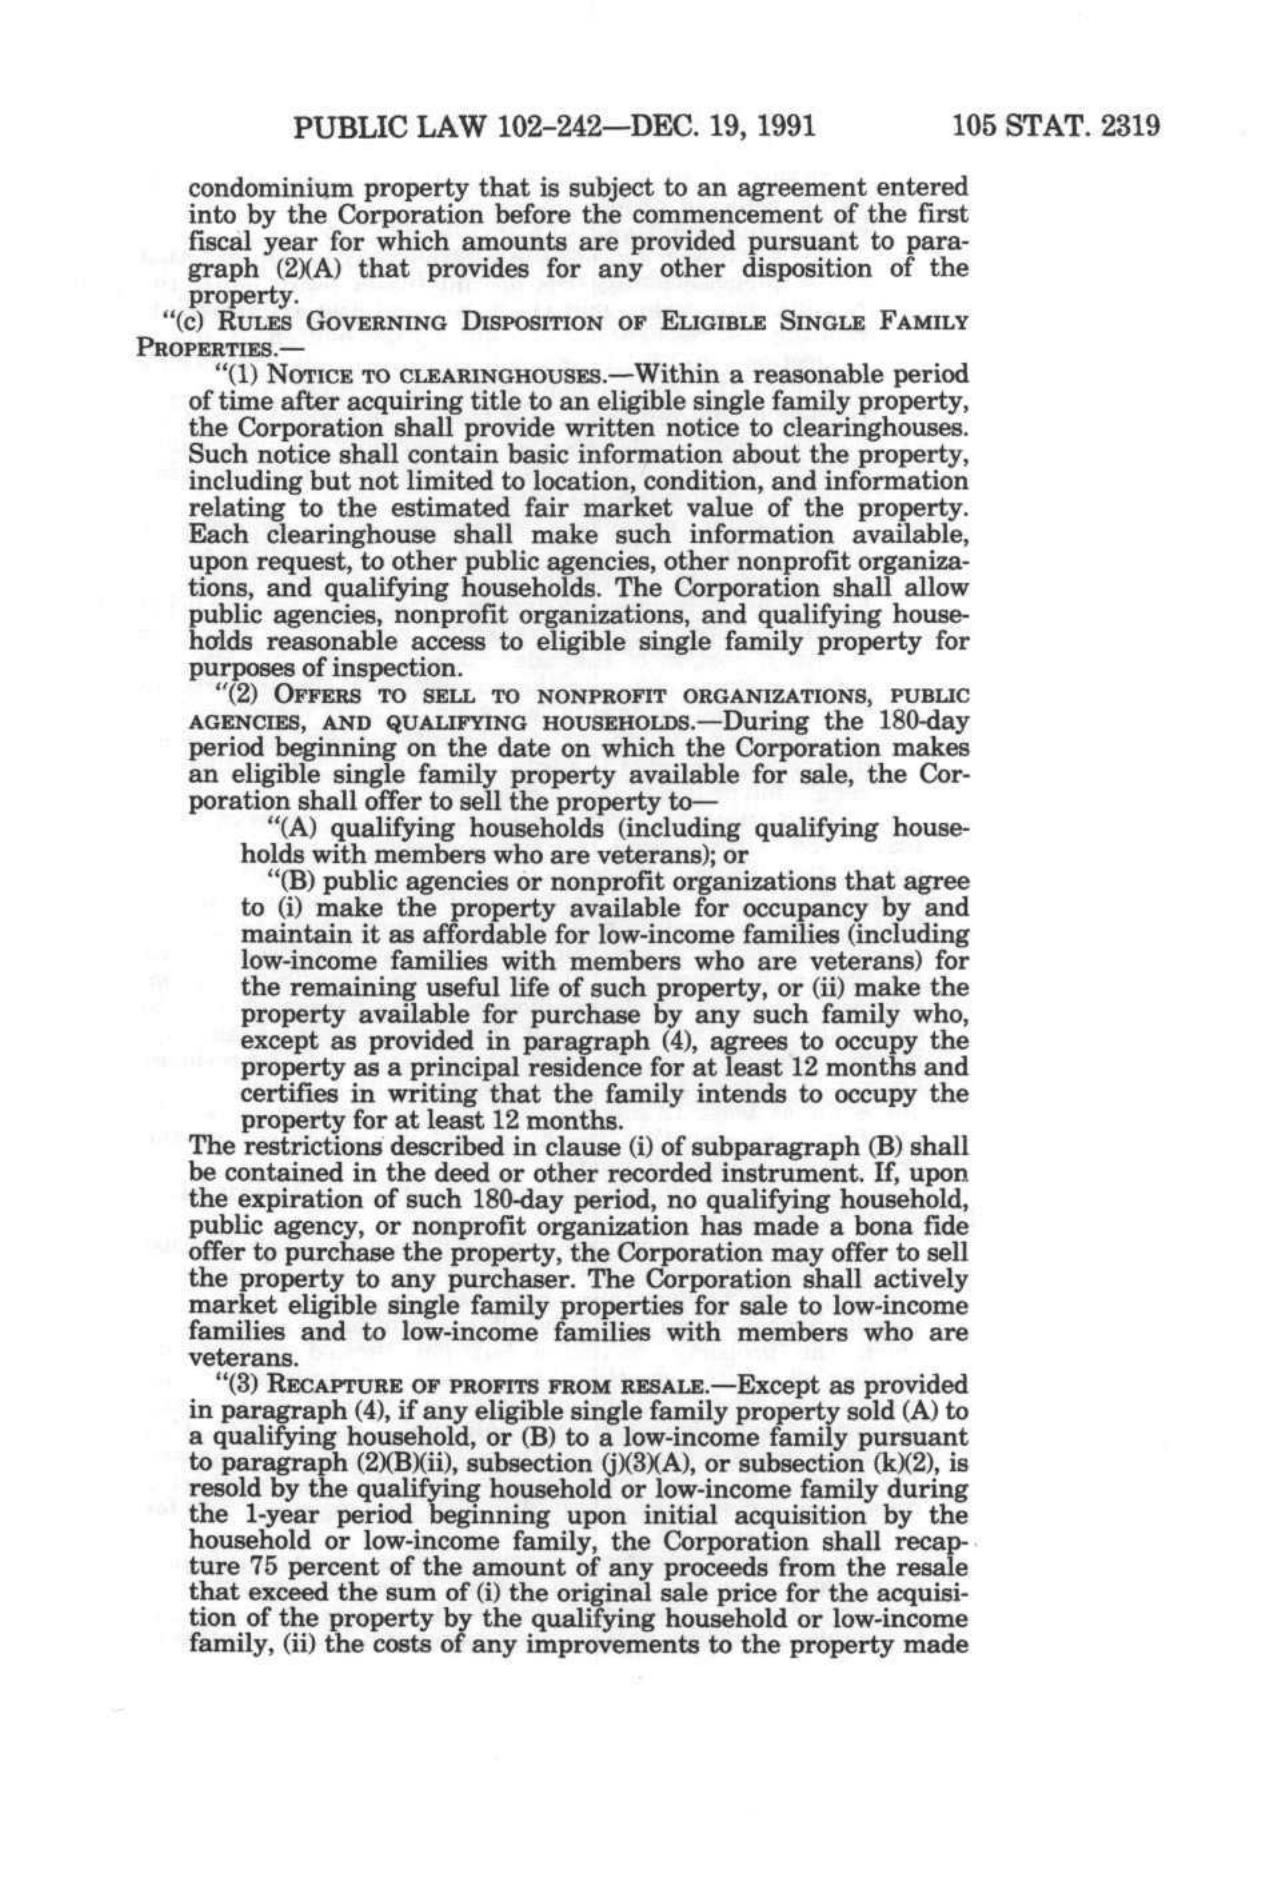 PUBLIC LAW 102-242—DEC. 19, 1991 105 STAT. 2319
condominium property that is subject to an agreement entered
into by the Corporation before the commencement of the first
fiscal year for which amounts are provided pursuant to para-
graph (2)(A) that provides for any other disposition of the
property.
"(c) RULES GOVERNING DISPOSITION OF ELIGIBLE SINGLE FAMILY
PROPERTIES.—
"(1) NOTICE TO CLEARINGHOUSES.—Within a reasonable period
of time after acquiring title to an eligible single family property,
the Corporation shall provide written notice to clearinghouses.
Such notice shall contain basic information about the property,
including but not limited to location, condition, and information
relating to the estimated fair market value of the property.
Each clearinghouse shall make such information available,
upon request, to other public agencies, other nonprofit organiza-
tions, and qualifying households. The Corporation shall allow
public agencies, nonprofit organizations, and qualifying house-
holds reasonable access to eligible single family property for
purposes of inspection.
"(2) OFFERS TO SELL TO NONPROFIT ORGANIZATIONS, PUBLIC
AGENCIES, AND QUALIFYING HOUSEHOLDS.—During the 180-day
period beginning on the date on which the Corporation makes
an eligible single family property available for sale, the Cor-
poration shall offer to sell the property to—
"(A) qualifying households (including qualifying house-
holds with members who are veterans); or
"(B) public agencies or nonprofit organizations that agree
to (i) make the property available for occupancy by and
maintain it as affordable for low-income families (including
low-income families with members who are veterans) for
the remaining useful life of such property, or (ii) make the
property available for purchase by any such family who,
except as provided in paragraph (4), agrees to occupy the
property as a principal residence for at least 12 months and
certifies in writing that the family intends to occupy the
property for at least 12 months.
The restrictions described in clause (i) of subparagraph (B) shall
be contained in the deed or other recorded instrument. If, upon
the expiration of such 180-day period, no qualifying household,
public agency, or nonprofit organization has made a bona fide
offer to purchase the property, the Corporation may offer to sell
the property to any purchaser. The Corporation shall actively
market eligible single family properties for sale to low-income
families and to low-income families with members who are
veterans.
"(3) RECAPTURE OF PROFITS FROM RESALE.—Except as provided
in paragraph (4), if any eligible single family property sold (A) to
a qualifying household, or (B) to a low-income family pursuant
to paragraph (2)(B)(ii), subsection (j)(3)(A), or subsection (k)(2), is
resold by the qualifying household or low-income family during
the 1-year period beginning upon initial acquisition by the
household or low-income family, the Corporation shall recap-
ture 75 percent of the amount of any proceeds from the resale
that exceed the sum of (i) the original sale price for the acquisi-
tion of the property by the qualifying household or low-income
family, (ii) the costs of any improvements to the property made